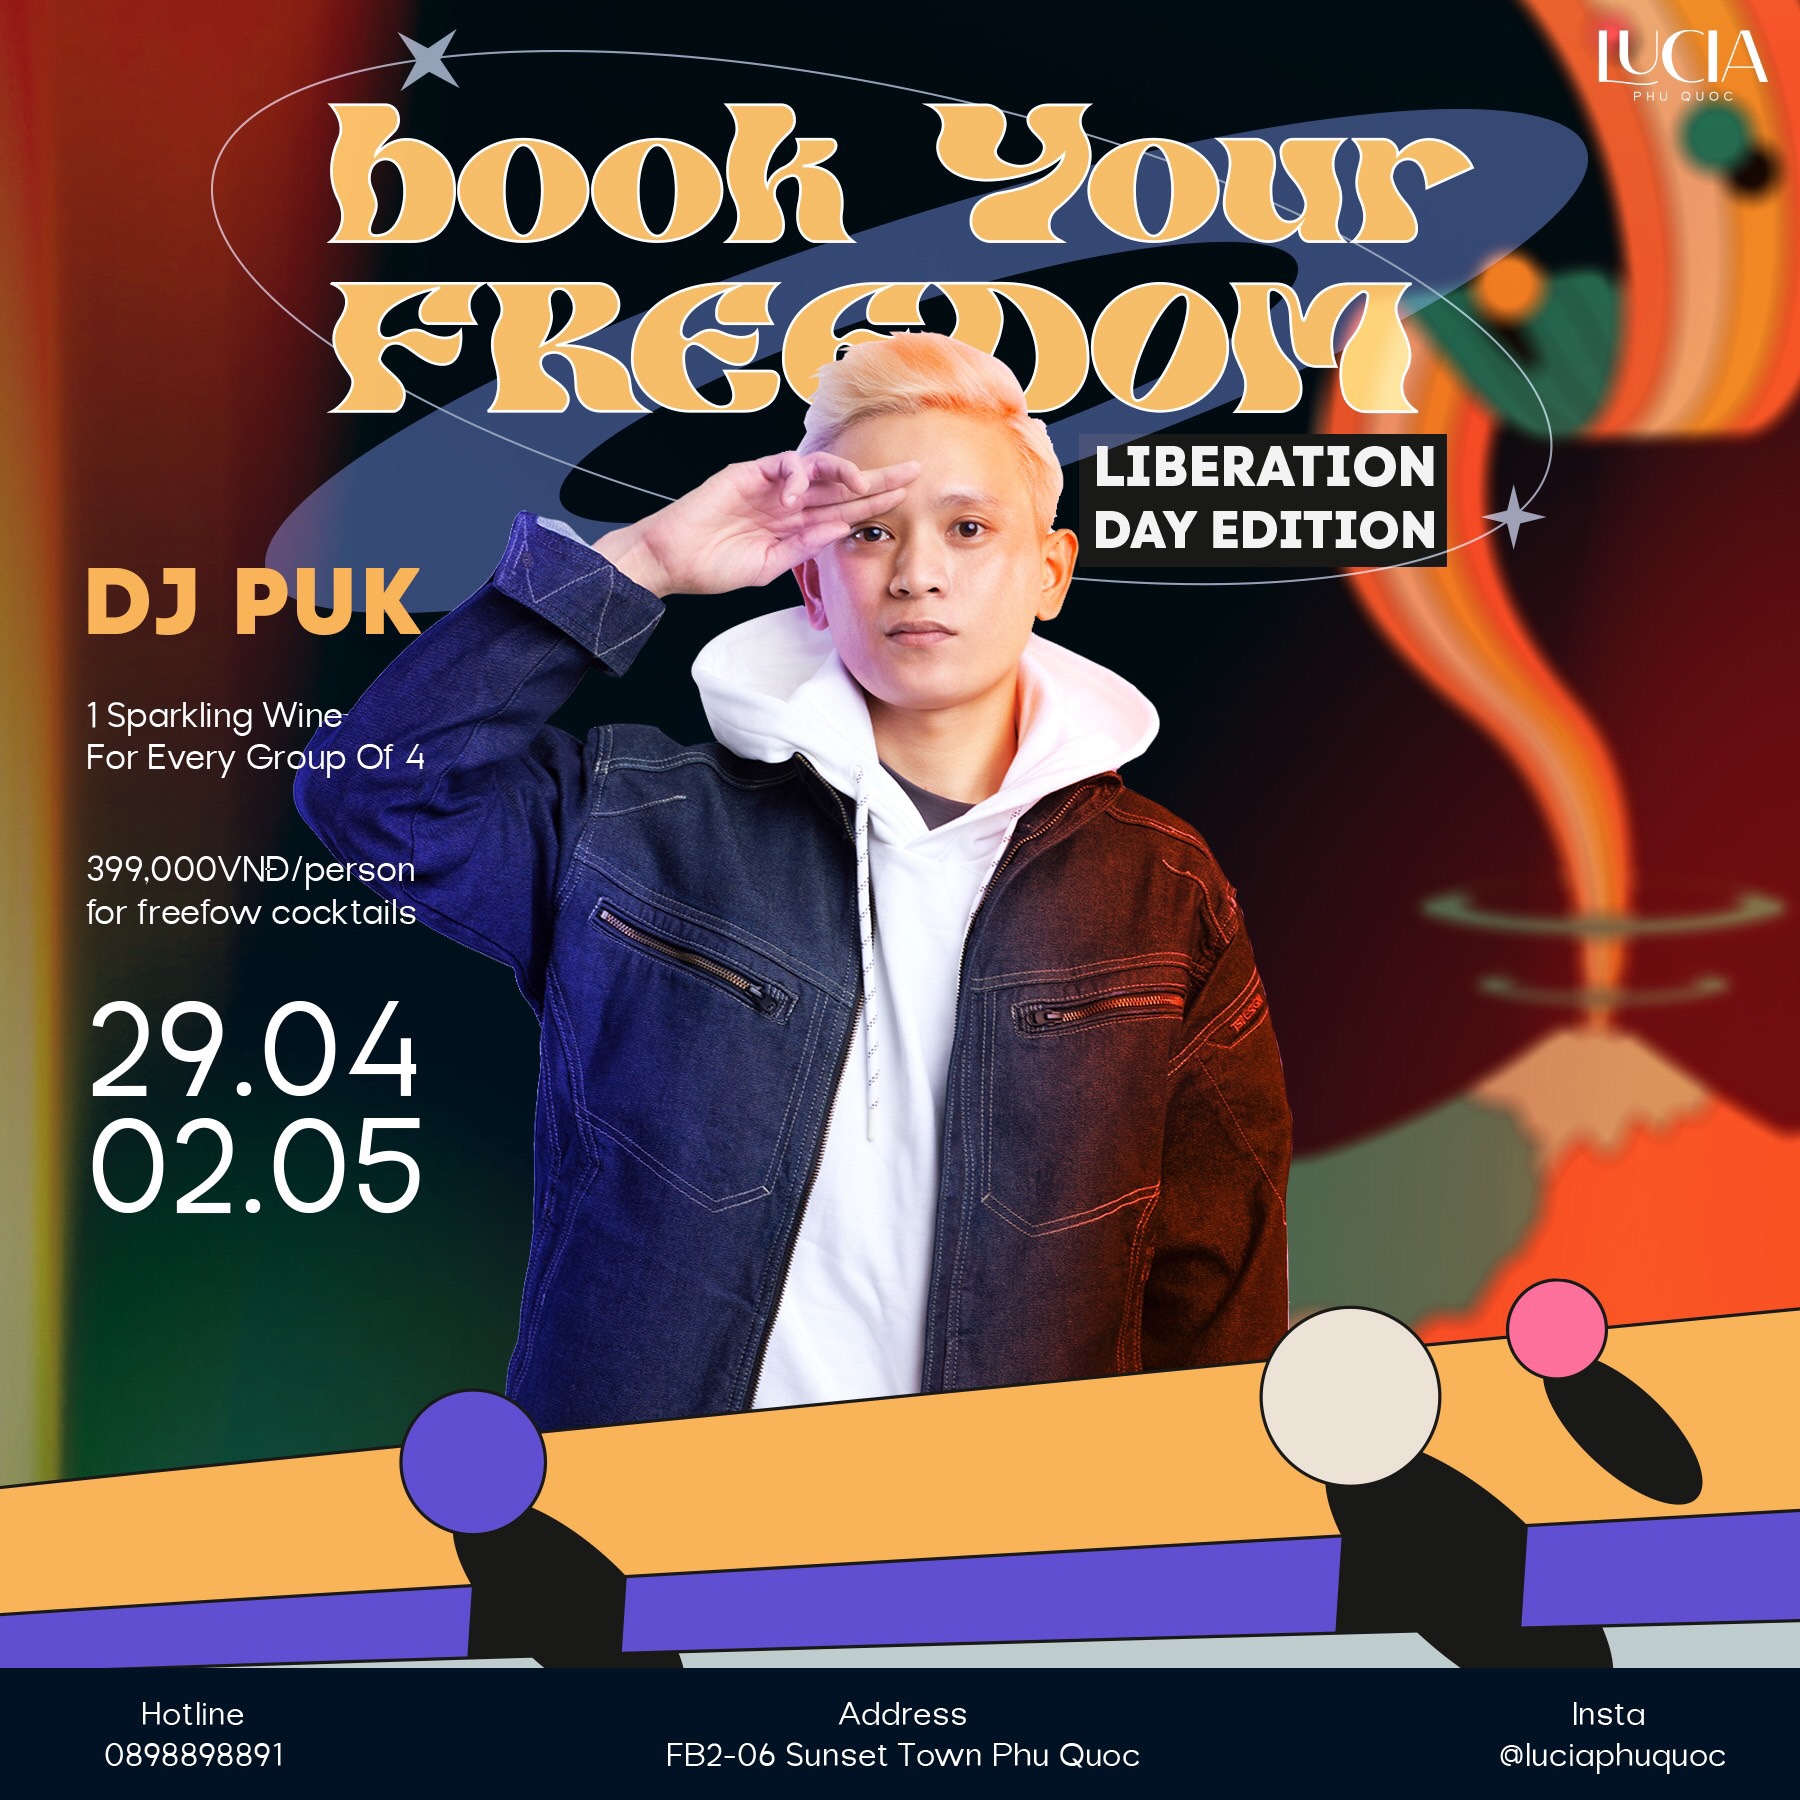 LUCIA
PHU QUOC
book Your
FREEDOM
LIBERATION
DAY EDITION
DJ PUK
1 Sparkling Wine
For Every Group Of 4
399,000VNĐ/person
for freefow cocktails
29.04
02.05
Hotline
0898898891
Address
FB2-06 Sunset Town Phu Quoc
Insta
@luciaphuquoc